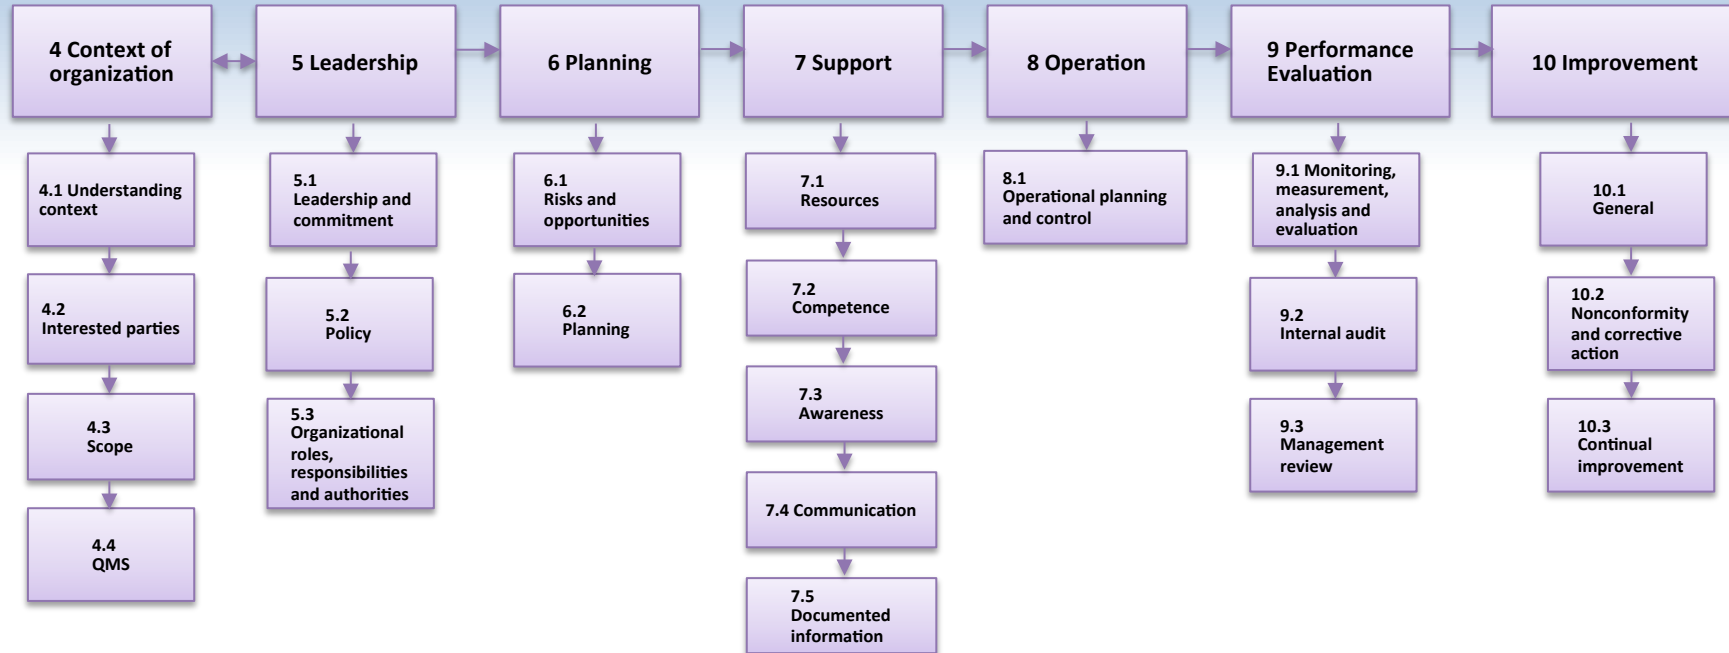 4 Context of
organization
5 Leadership
6 Planning
7 Support
8 Operation
9 Performance
Evaluation
10 Improvement
4.1 Understanding
context
4.2
Interested parties
4.3
Scope
4.4
QMS
5.1
Leadership and
commitment
5.2
Policy
5.3
Organizational
roles,
responsibilities
and authorities
6.1
Risks and
opportunities
6.2
Planning
7.1
Resources
7.2
Competence
7.3
Awareness
7.4 Communication
7.5
Documented
information
8.1
Operational planning
and control
9.1 Monitoring,
measurement,
analysis and
evaluation
9.2
Internal audit
9.3
Management
review
10.1
General
10.2
Nonconformity
and corrective
action
10.3
Continual
improvement